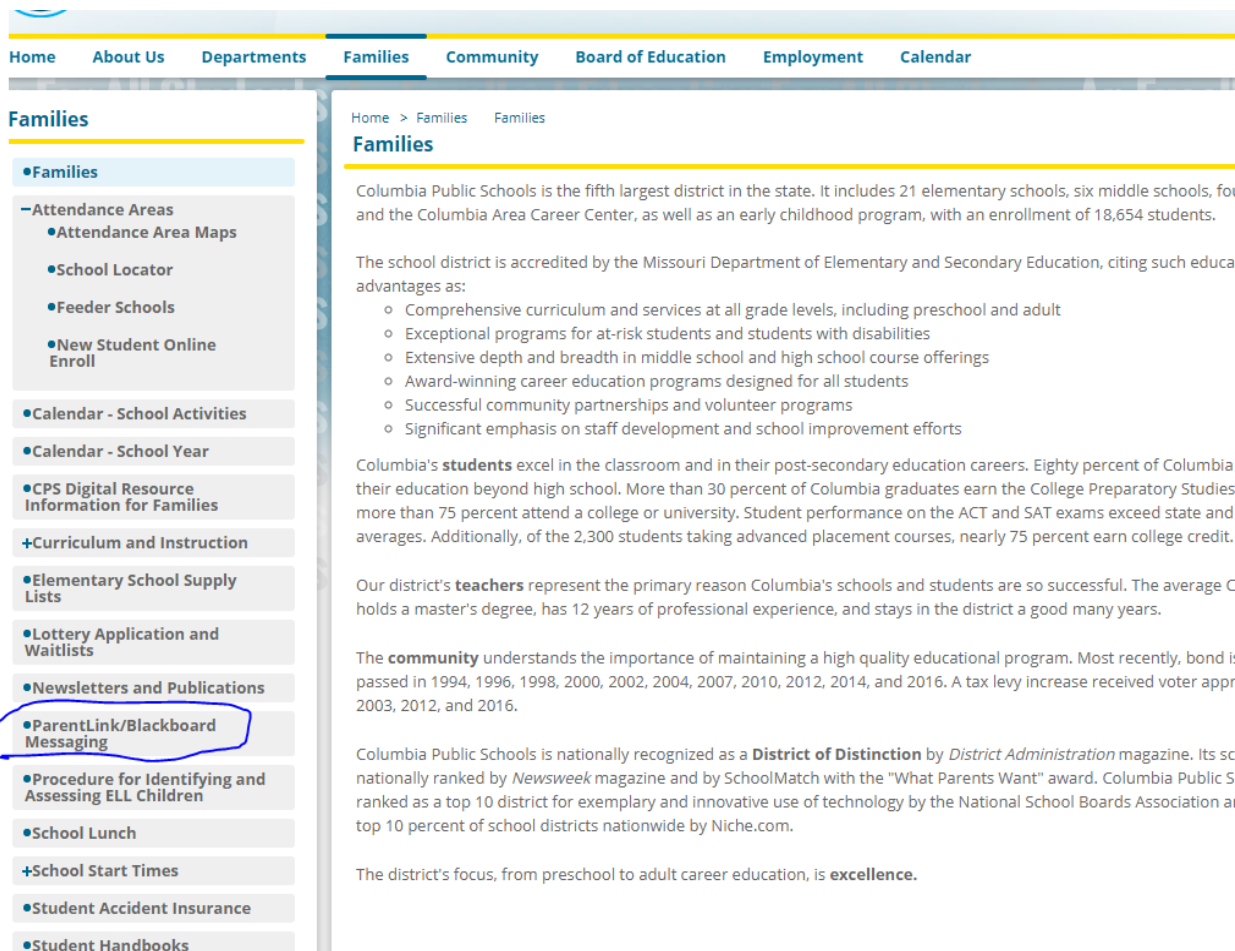 Home About Us Departments Families Community Board of Education Employment Calendar
Families
•Families
−Attendance Areas
•Attendance Area Maps
•School Locator
•Feeder Schools
•New Student Online
Enroll
•Calendar - School Activities
•Calendar - School Year
•CPS Digital Resource
Information for Families
+Curriculum and Instruction
•Elementary School Supply
Lists
•Lottery Application and
Waitlists
•Newsletters and Publications
•ParentLink/Blackboard
Messaging
•Procedure for Identifying and
Assessing ELL Children
•School Lunch
+School Start Times
•Student Accident Insurance
•Student Handbooks
Home > Families Families
Families
Columbia Public Schools is the fifth largest district in the state. It includes 21 elementary schools, six middle schools,
and the Columbia Area Career Center, as well as an early childhood program, with an enrollment of 18,654 students.
The school district is accredited by the Missouri Department of Elementary and Secondary Education, citing such
advantages as:
Comprehensive curriculum and services at all grade levels, including preschool and adult
Exceptional programs for at-risk students and students with disabilities
Extensive depth and breadth in middle school and high school course offerings
Award-winning career education programs designed for all students
Successful community partnerships and volunteer programs
Significant emphasis on staff development and school improvement efforts
Columbia's students excel in the classroom and in their post-secondary education careers. Eighty percent of Columbia
their education beyond high school. More than 30 percent of Columbia graduates earn the College Preparatory Studies
more than 75 percent attend a college or university. Student performance on the ACT and SAT exams exceed state and
averages. Additionally, of the 2,300 students taking advanced placement courses, nearly 75 percent earn college credit.
Our district's teachers represent the primary reason Columbia's schools and students are so successful. The average
holds a master's degree, has 12 years of professional experience, and stays in the district a good many years.
The community understands the importance of maintaining a high quality educational program. Most recently, bond
passed in 1994, 1996, 1998, 2000, 2002, 2004, 2007, 2010, 2012, 2014, and 2016. A tax levy increase received voter
2003, 2012, and 2016.
Columbia Public Schools is nationally recognized as a District of Distinction by District Administration magazine. Its
nationally ranked by Newsweek magazine and by SchoolMatch with the "What Parents Want" award. Columbia Public
ranked as a top 10 district for exemplary and innovative use of technology by the National School Boards Association
top 10 percent of school districts nationwide by Niche.com.
The district's focus, from preschool to adult career education, is excellence.